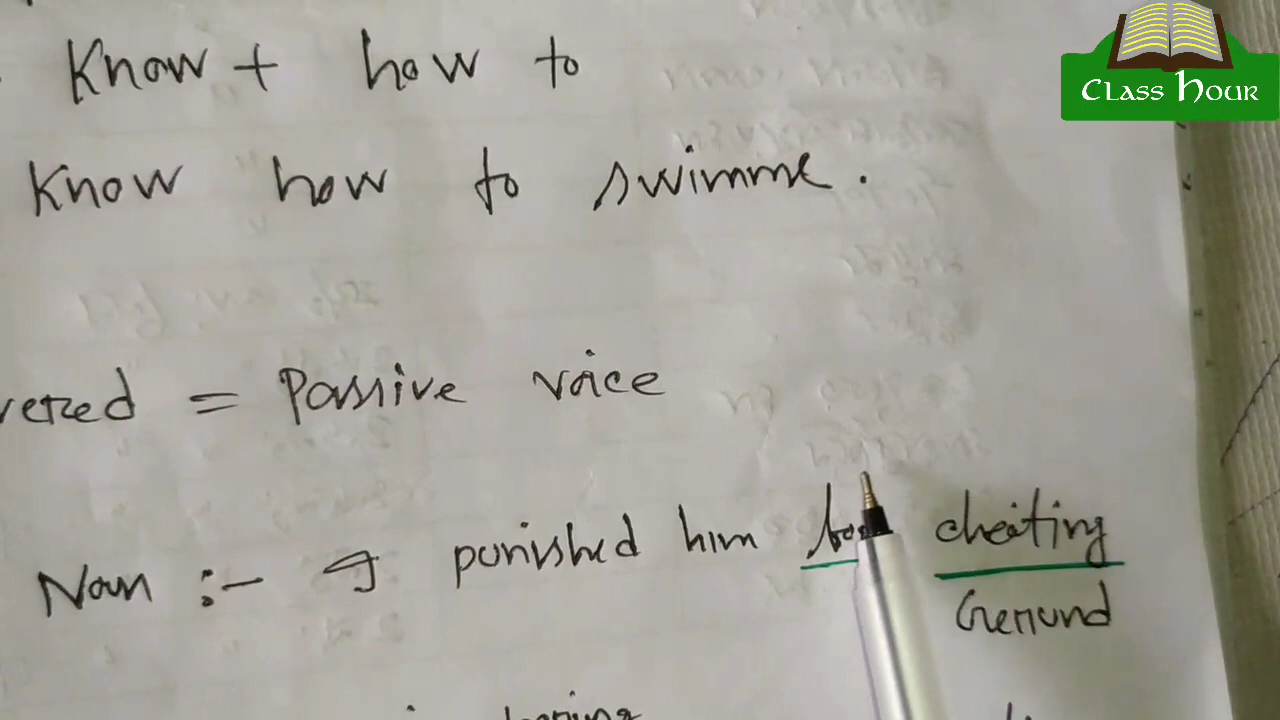 CLASS HOUR
Know + how to
Know how to swimme.
vered = Passive voice
Noun :- I punished him for cheating
Gerund